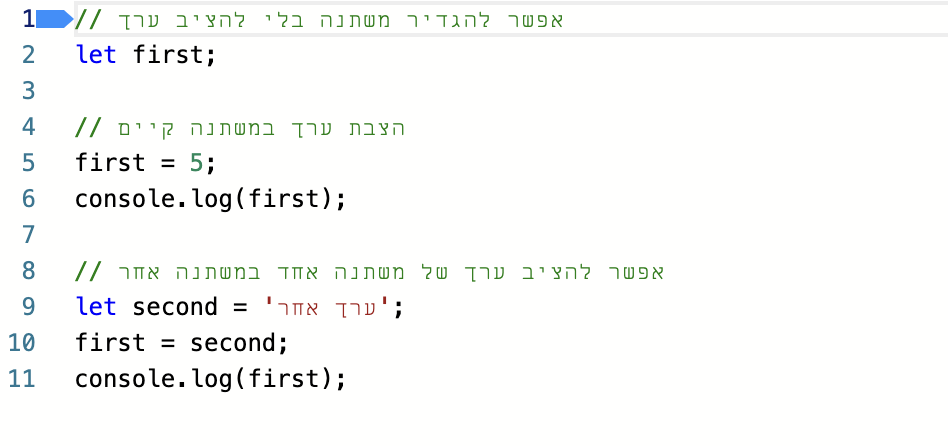 1 // אפשר להגדיר משתנה בלי להציב ערך
2 let first;
3
4 // הצבת ערך במשתנה קיים
5 first = 5;
6 console.log(first);
7
8 // אפשר להציב ערך של משתנה אחד במשתנה אחר
9 let second = 'ערך אחר';
10 first = second;
11 console.log(first);